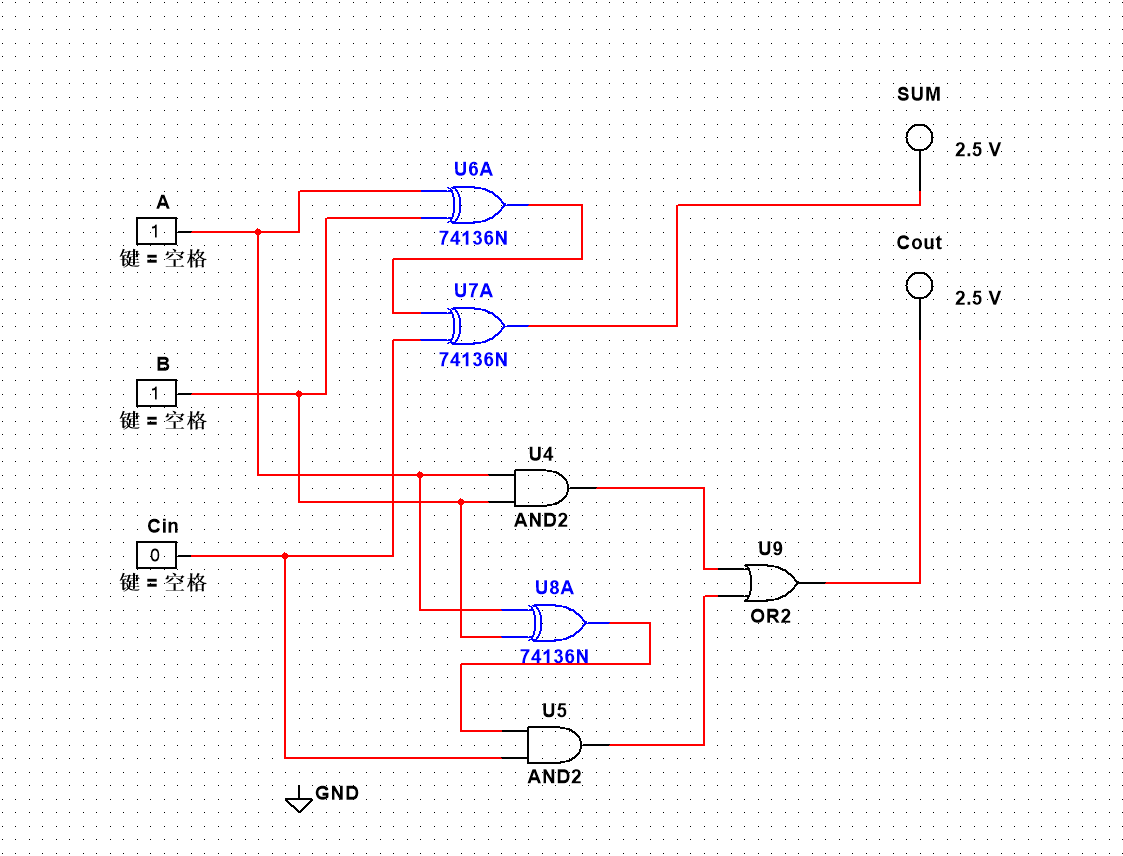 SUM
2.5 V
U6A
74136N
A
1
键 = 空格
Cout
2.5 V
U7A
74136N
B
1
键 = 空格
U4
AND2
Cin
0
键 = 空格
U9
OR2
U8A
74136N
U5
AND2
GND